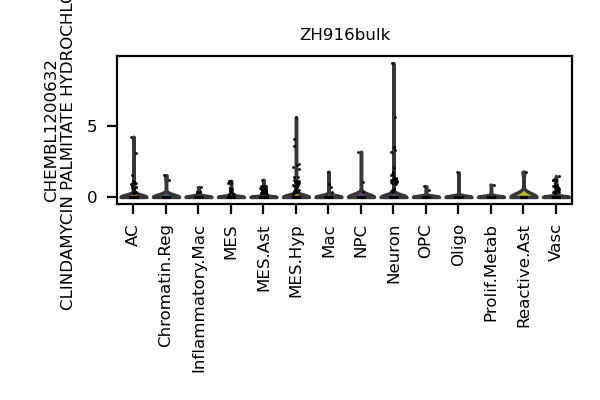 ZH916bulk
CHEMBL1200632
CLINDAMYCIN PALMITATE
5
0
AC
Chromatin.Reg
Inflammatory.Mac
MES
MES.Ast
MES.Hyp
Mac
NPC
Neuron
OPC
Oligo
Prolif.Metab
Reactive.Ast
Vasc